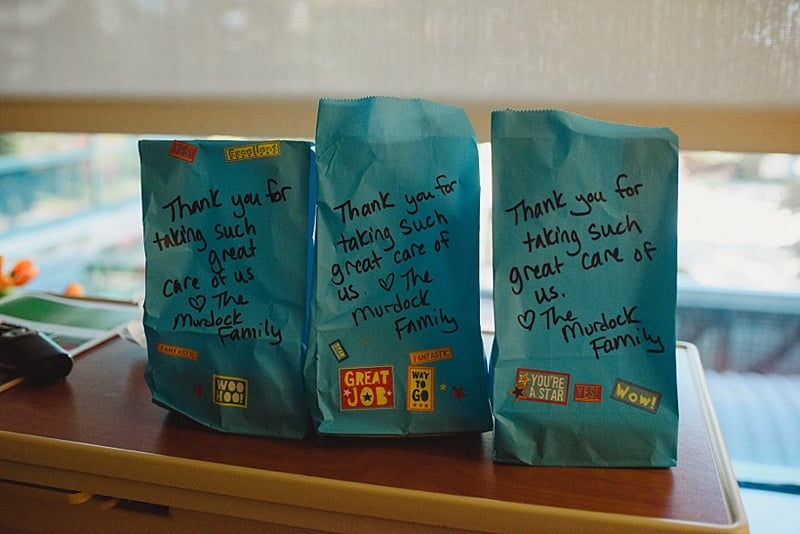 YES!
Excellent
Thank you for
taking such
great
care of us
♡ The
Murdock
Family
FANTASTIC
WOO
HOO!
Thank you for
taking such
great care of
us. ♡ The
Murdock
Family
FANTASTIC
GREAT
JOB
WAY
TO
GO
Thank you for
taking such
great care of
us.
♡ The Murdock
Family
YOU'RE
A STAR
YES!
WOW!